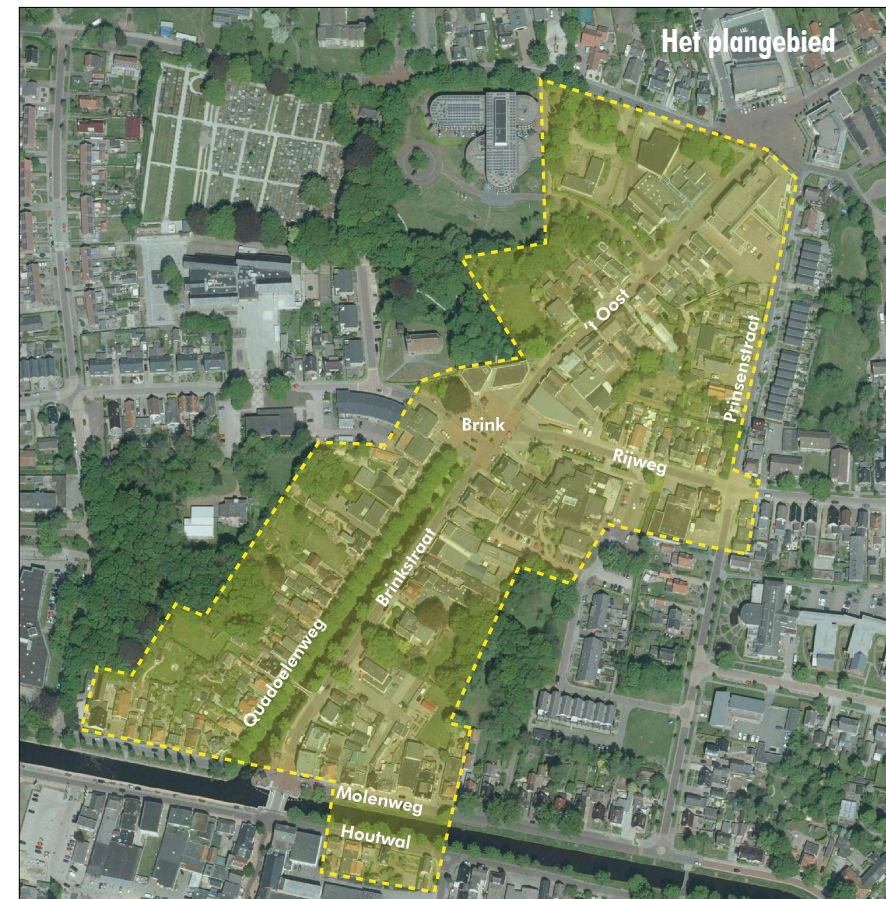 Het plangebied
't Oost
Prinsenstraat
Brink
Rijweg
Brinkstraat
Quadoelenweg
Molenweg
Houtwal